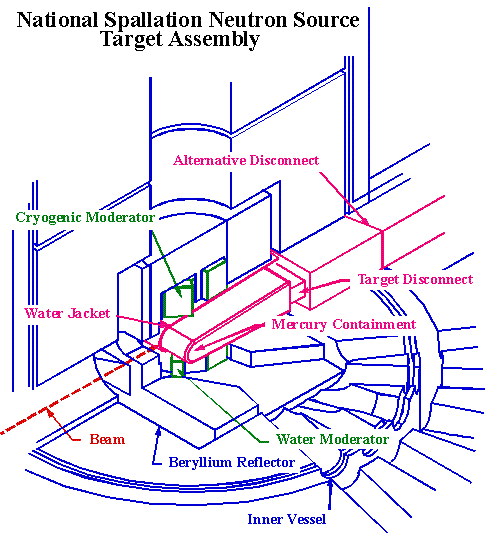 National Spallation Neutron Source
Target Assembly
Alternative Disconnect
Cryogenic Moderator
Target Disconnect
Water Jacket
Mercury Containment
Beam
Water Moderator
Beryllium Reflector
Inner Vessel